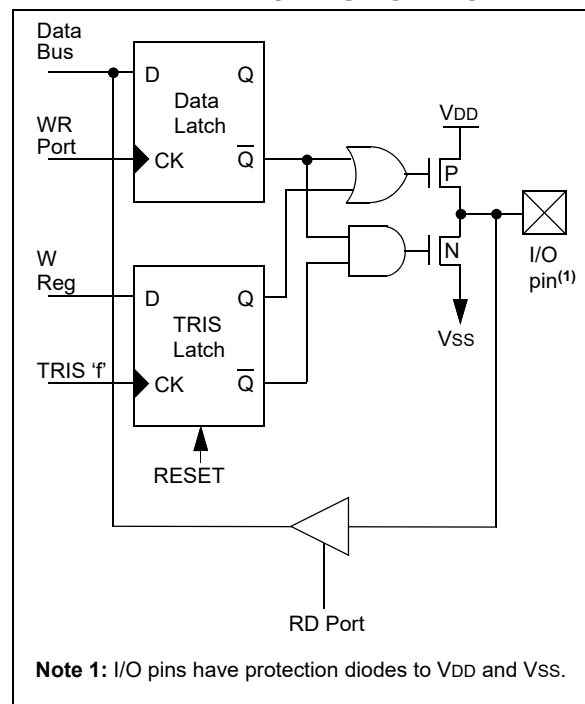 Data
Bus
D
Q
Data
Latch
WR
Port
CK
Q
VDD
P
I/O
pin(1)
N
VSS
W
Reg
D
Q
TRIS
Latch
TRIS 'f'
CK
Q
RESET
RD Port
Note 1: I/O pins have protection diodes to VDD and VSS.